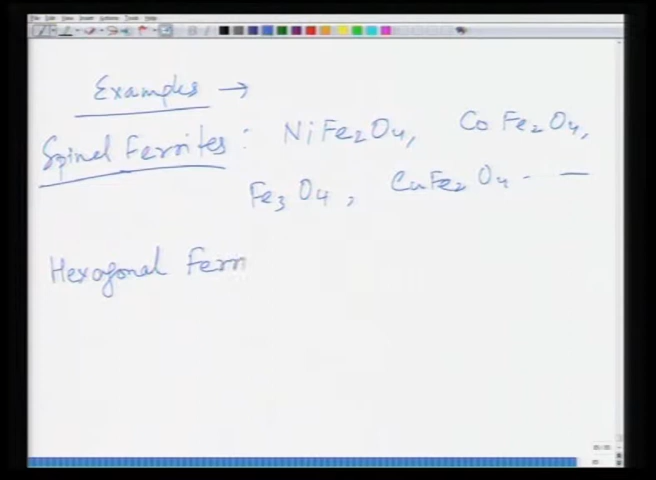 Examples →
Spinel Ferrites : NiFe₂O₄, CoFe₂O₄,
Fe₃O₄, CuFe₂O₄ - —
Hexagonal Ferr